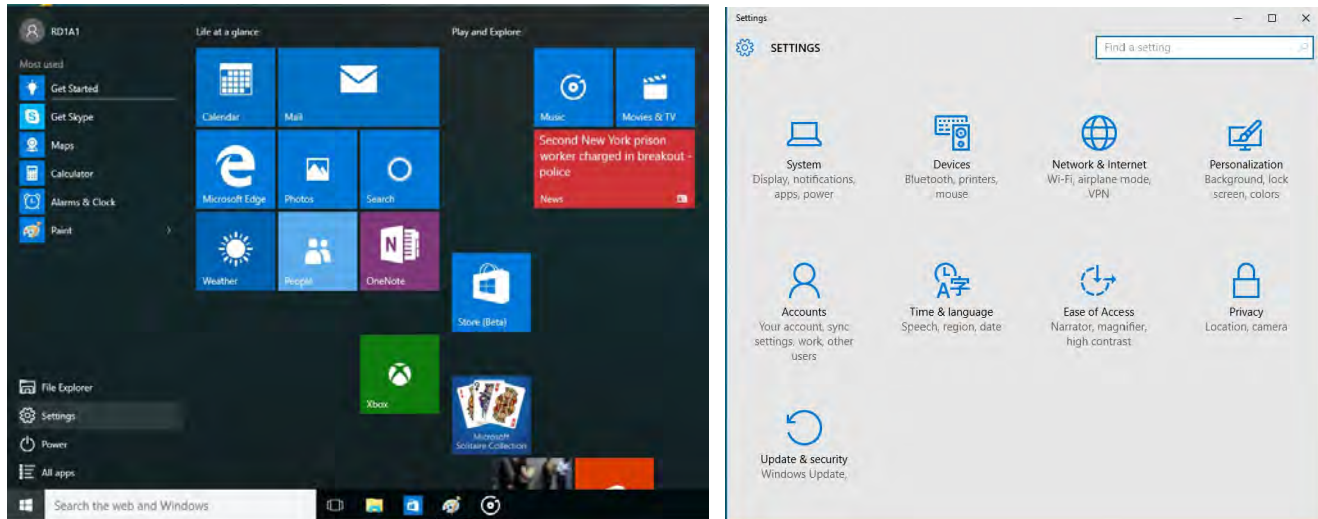 RD1A1
Life at a glance
Play and Explore
Most used
Get Started
Get Skype
Maps
Calculator
Alarms & Clock
Paint
Calendar
Mail
Music
Movies & TV
Microsoft Edge
Photos
Search
Second New York prison
worker charged in breakout -
police
News
Weather
People
OneNote
Store (Beta)
Xbox
Microsoft
Solitaire Collection
File Explorer
Settings
Power
All apps
Search the web and Windows
Settings
SETTINGS
Find a setting
System
Display, notifications,
apps, power
Devices
Bluetooth, printers,
mouse
Network & Internet
Wi-Fi, airplane mode,
VPN
Personalization
Background, lock
screen, colors
Accounts
Your account, sync
settings, work, other
users
Time & language
Speech, region, date
Ease of Access
Narrator, magnifier,
high contrast
Privacy
Location, camera
Update & security
Windows Update,